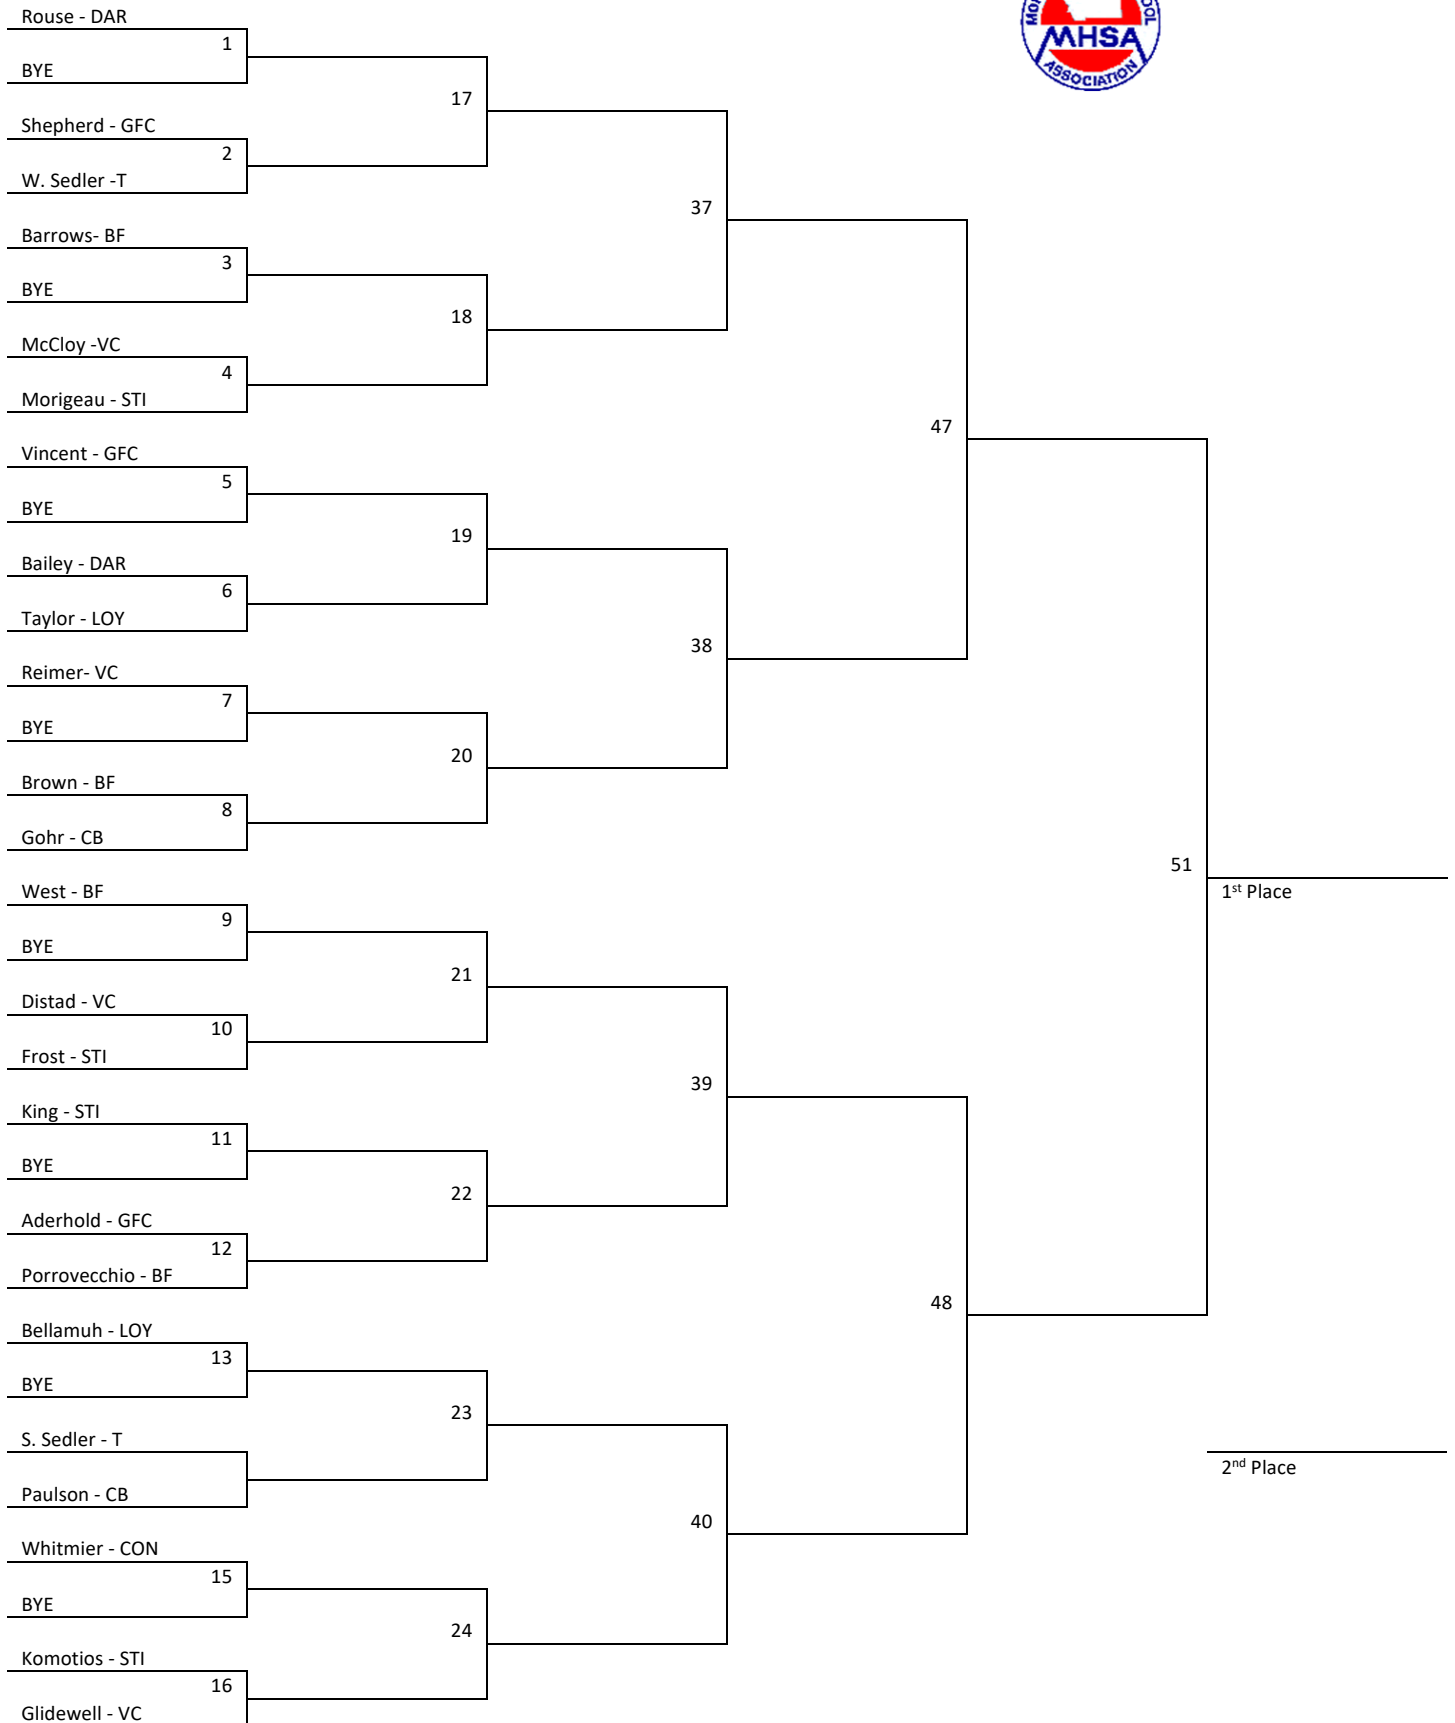 Rouse - DAR
1
BYE
17
Shepherd - GFC
2
W. Sedler -T
37
Barrows- BF
3
BYE
18
McCloy -VC
4
Morigeau - STI
47
Vincent - GFC
5
BYE
19
Bailey - DAR
6
Taylor - LOY
38
Reimer- VC
7
BYE
20
Brown - BF
8
Gohr - CB
51
1st Place
West - BF
9
BYE
21
Distad - VC
10
Frost - STI
39
King - STI
11
BYE
22
Aderhold - GFC
12
Porrovecchio - BF
48
Bellamuh - LOY
13
BYE
23
S. Sedler - T
Paulson - CB
2nd Place
40
Whitmier - CON
15
BYE
24
Komotios - STI
16
Glidewell - VC
MHSA
ASSOCIATION